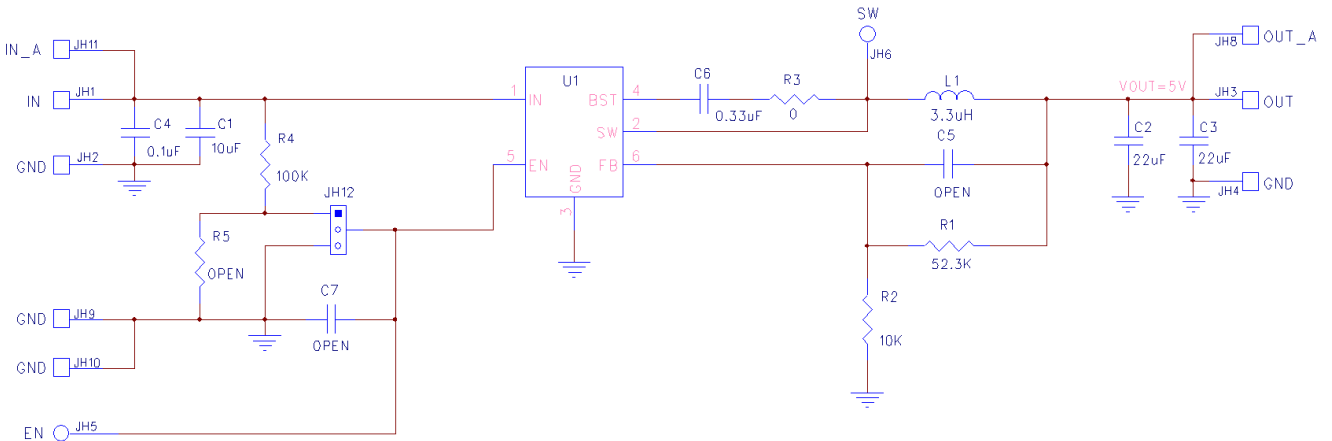 SW
IN_A JH11
JH6
JH8 OUT_A
U1
C6
R3
L1
VOUT=5V
IN JH1
1 IN
BST 4
0.33uF
0
3.3uH
JH3 OUT
C4
C1
0.1uF
10uF
R4
SW 2
C5
C2
C3
22uF
22uF
GND JH2
5 EN
FB 6
100K
OPEN
JH4 GND
GND
3
JH12
R5
R1
OPEN
52.3K
C7
R2
GND JH9
OPEN
10K
GND JH10
EN JH5